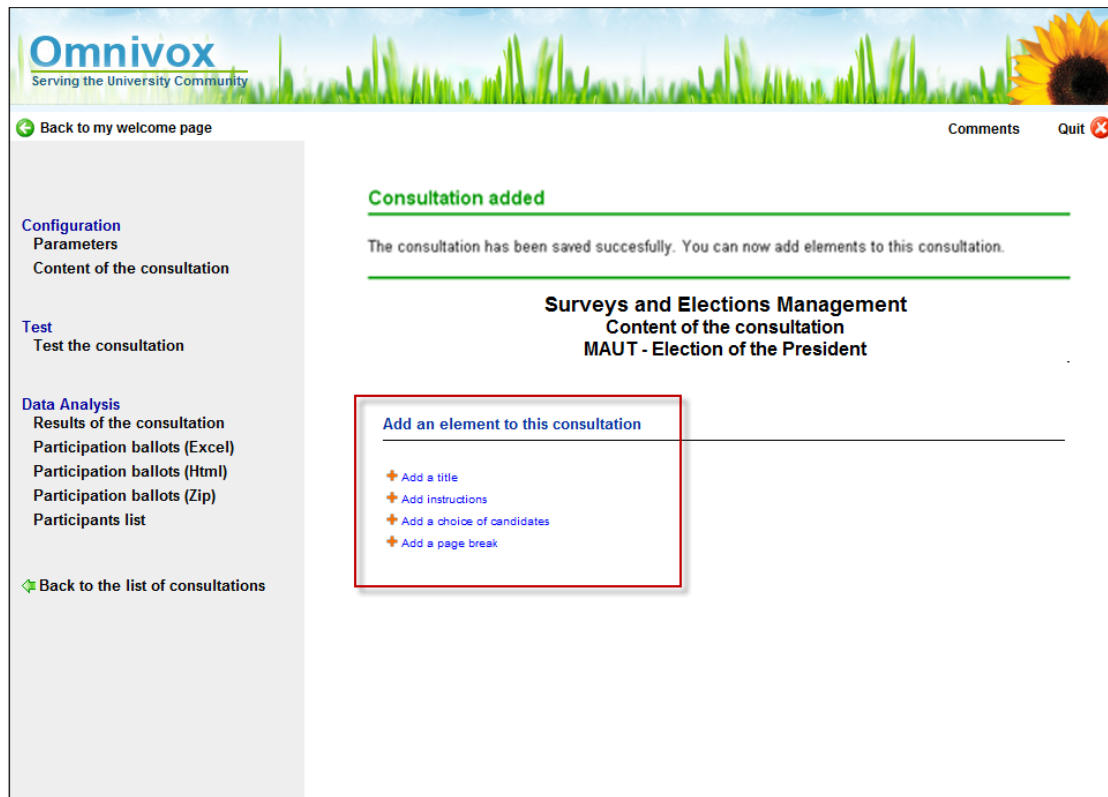 Omnivox
Serving the University Community
Back to my welcome page
Comments
Quit
Configuration
Parameters
Content of the consultation
Test
Test the consultation
Data Analysis
Results of the consultation
Participation ballots (Excel)
Participation ballots (Html)
Participation ballots (Zip)
Participants list
Back to the list of consultations
Consultation added
The consultation has been saved succesfully. You can now add elements to this consultation.
Surveys and Elections Management
Content of the consultation
MAUT - Election of the President
.
Add an element to this consultation
Add a title
Add instructions
Add a choice of candidates
Add a page break